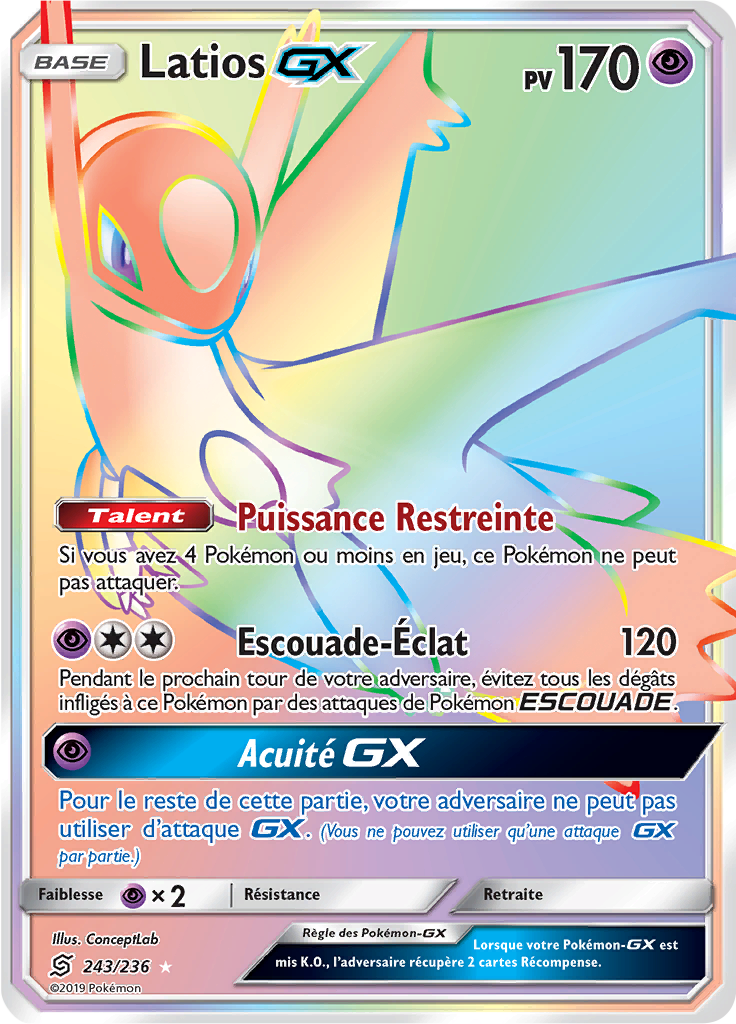 BASE Latios GX PV 170
Talent Puissance Restreinte
Si vous avez 4 Pokémon ou moins en jeu, ce Pokémon ne peut
pas attaquer.
Escouade-Éclat 120
Pendant le prochain tour de votre adversaire, évitez tous les dégâts
infligés à ce Pokémon par des attaques de Pokémon ESCOUADE.
Acuité GX
Pour le reste de cette partie, votre adversaire ne peut pas
utiliser d'attaque GX. (Vous ne pouvez utiliser qu'une attaque GX
par partie.)
Faiblesse × 2 Résistance Retraite
Illus. ConceptLab
243/236
©2019 Pokémon
Règle des Pokémon-GX
Lorsque votre Pokémon-GX est
mis K.O., l'adversaire récupère 2 cartes Récompense.